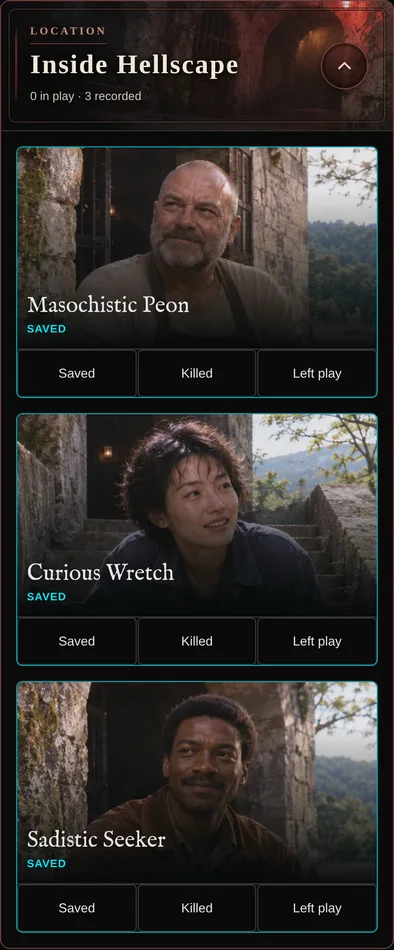 LOCATION
Inside Hellscape
0 in play · 3 recorded
Masochistic Peon
SAVED
Saved Killed Left play
Curious Wretch
SAVED
Saved Killed Left play
Sadistic Seeker
SAVED
Saved Killed Left play